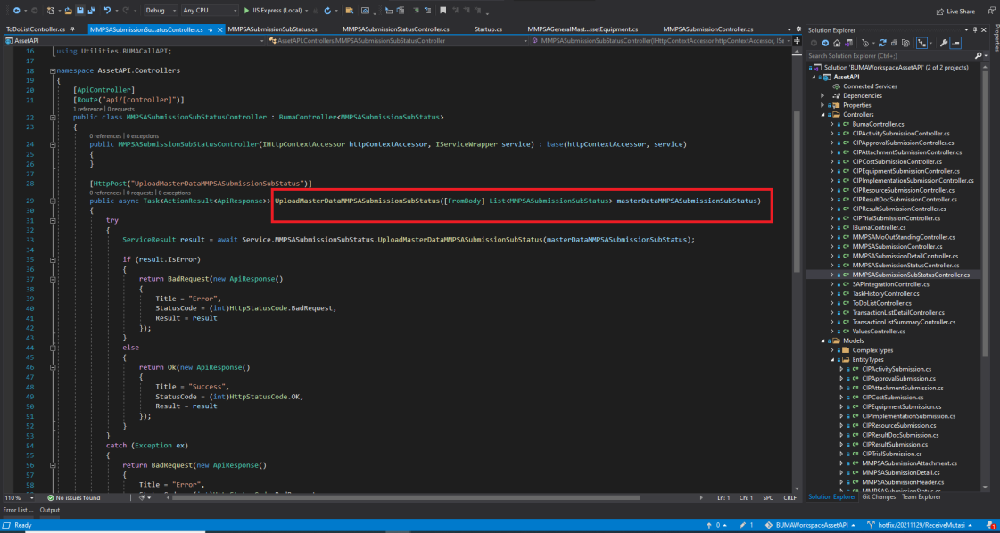 Debug
Any CPU
IIS Express (Local)
Live Share
ToDoListController.cs
MMPSASubmissionSu...atusController.cs
MMPSASubmissionSubStatus.cs
MMPSASubmissionStatusController.cs
Startup.cs
MMPSAGeneralMast...essetEquipment.cs
MMPSASubmissionController.cs
AssetAPI
AssetAPI.Controllers.MMPSASubmissionSubStatusController
MMPSASubmissionSubStatusController(IHttpContextAccessor httpContextAccessor, ISe
16 using Utilities.BUMACallAPI;
17
18 namespace AssetAPI.Controllers
19 {
20 [ApiController]
21 [Route("api/[controller]")]
1 reference | 0 requests
22 public class MMPSASubmissionSubStatusController : BumaController<MMPSASubmissionSubStatus>
23 {
0 references | 0 exceptions
24 public MMPSASubmissionSubStatusController(IHttpContextAccessor httpContextAccessor, IServiceWrapper service) : base(httpContextAccessor, service)
25 {
26 }
27
28 [HttpPost("UploadMasterDataMMPSASubmissionSubStatus")]
0 references | 0 requests | 0 exceptions
29 public async Task<ActionResult<ApiResponse>> UploadMasterDataMMPSASubmissionSubStatus([FromBody] List<MMPSASubmissionSubStatus> masterDataMMPSASubmissionSubStatus)
30 {
31 try
32 {
33 ServiceResult result = await Service.MMPSASubmissionSubStatus.UploadMasterDataMMPSASubmissionSubStatus(masterDataMMPSASubmissionSubStatus);
34
35 if (result.IsError)
36 {
37 return BadRequest(new ApiResponse()
38 {
39 Title = "Error",
40 StatusCode = (int)HttpStatusCode.BadRequest,
41 Result = result
42 });
43 }
44 else
45 {
46 return Ok(new ApiResponse()
47 {
48 Title = "Success",
49 StatusCode = (int)HttpStatusCode.OK,
50 Result = result
51 });
52 }
53 }
54 catch (Exception ex)
55 {
56 return BadRequest(new ApiResponse()
57 {
58 Title = "Error",
110 %
No issues found
Ln: 1 Ch: 1 SPC CRLF
Error List ...
Output
Ready
0
1
BUMAWorkspaceAssetAPI
hotfix/20211129/ReceiveMutasi
1
Solution Explorer
Search Solution Explorer (Ctrl+;)
Solution 'BUMAWorkspaceAssetAPI' (2 of 2 projects)
AssetAPI
Connected Services
Dependencies
Properties
Controllers
BumaController.cs
CIPActivitySubmissionController.cs
CIPApprovalSubmissionController.cs
CIPAttachmentSubmissionController.cs
CIPCostSubmissionController.cs
CIPEquipmentSubmissionController.cs
CIPImplementationSubmissionController.cs
CIPResourceSubmissionController.cs
CIPResultDocSubmissionController.cs
CIPResultSubmissionController.cs
CIPTrialSubmissionController.cs
IBumaController.cs
MMPSAMoOutStandingController.cs
MMPSASubmissionController.cs
MMPSASubmissionDetailController.cs
MMPSASubmissionStatusController.cs
MMPSASubmissionSubStatusController.cs
SAPIntegrationController.cs
TaskHistoryController.cs
ToDoListController.cs
TransactionListDetailController.cs
TransactionListSummaryController.cs
ValuesController.cs
Models
ComplexTypes
EntityTypes
CIPActivitySubmission.cs
CIPApprovalSubmission.cs
CIPAttachmentSubmission.cs
CIPCostSubmission.cs
CIPEquipmentSubmission.cs
CIPImplementationSubmission.cs
CIPResourceSubmission.cs
CIPResultDocSubmission.cs
CIPResultSubmission.cs
CIPTrialSubmission.cs
MMPSASubmissionAttachment.cs
MMPSASubmissionDetail.cs
MMPSASubmissionHeader.cs
MMPSASubmissionStatus.cs
Solution Explorer
Git Changes
Team Explorer
Properties